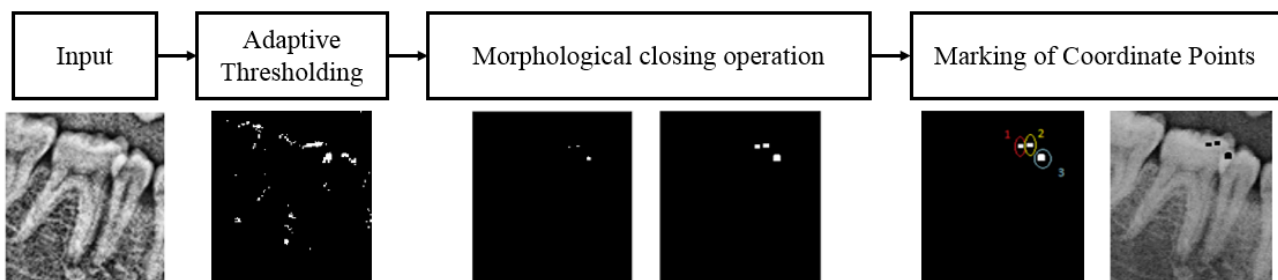 Input
Adaptive
Thresholding
Morphological closing operation
Marking of Coordinate Points
1
2
3